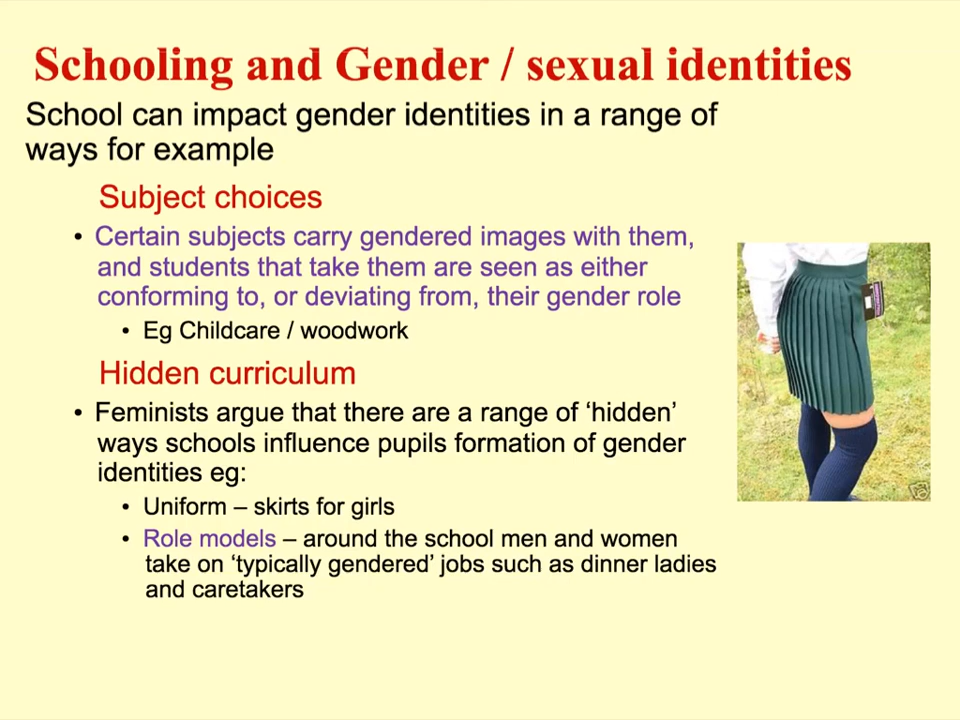 Schooling and Gender / sexual identities
School can impact gender identities in a range of
ways for example
Subject choices
• Certain subjects carry gendered images with them,
and students that take them are seen as either
conforming to, or deviating from, their gender role
• Eg Childcare / woodwork
Hidden curriculum
• Feminists argue that there are a range of ‘hidden’
ways schools influence pupils formation of gender
identities eg:
• Uniform – skirts for girls
• Role models – around the school men and women
take on ‘typically gendered’ jobs such as dinner ladies
and caretakers